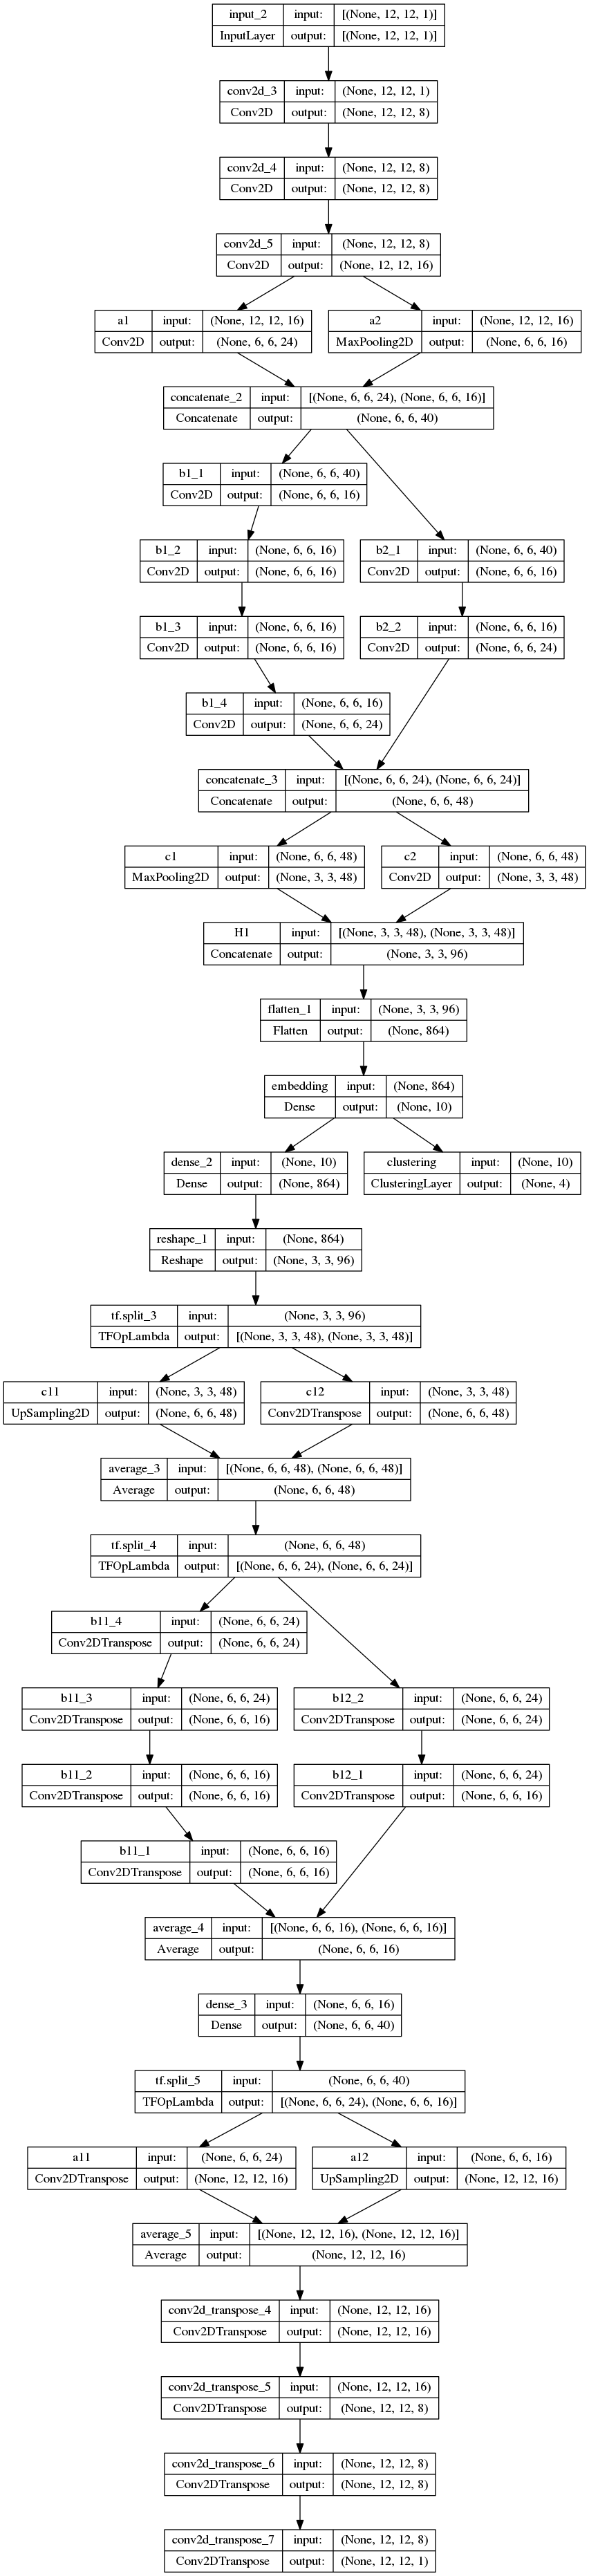 input_2 input: [(None, 12, 12, 1)]
InputLayer output: [(None, 12, 12, 1)]
conv2d_3 input: (None, 12, 12, 1)
Conv2D output: (None, 12, 12, 8)
conv2d_4 input: (None, 12, 12, 8)
Conv2D output: (None, 12, 12, 8)
conv2d_5 input: (None, 12, 12, 8)
Conv2D output: (None, 12, 12, 16)
a1 input: (None, 12, 12, 16)
Conv2D output: (None, 6, 6, 24)
a2 input: (None, 12, 12, 16)
MaxPooling2D output: (None, 6, 6, 16)
concatenate_2 input: [(None, 6, 6, 24), (None, 6, 6, 16)]
Concatenate output: (None, 6, 6, 40)
b1_1 input: (None, 6, 6, 40)
Conv2D output: (None, 6, 6, 16)
b1_2 input: (None, 6, 6, 16)
Conv2D output: (None, 6, 6, 16)
b2_1 input: (None, 6, 6, 40)
Conv2D output: (None, 6, 6, 16)
b1_3 input: (None, 6, 6, 16)
Conv2D output: (None, 6, 6, 16)
b2_2 input: (None, 6, 6, 16)
Conv2D output: (None, 6, 6, 24)
b1_4 input: (None, 6, 6, 16)
Conv2D output: (None, 6, 6, 24)
concatenate_3 input: [(None, 6, 6, 24), (None, 6, 6, 24)]
Concatenate output: (None, 6, 6, 48)
c1 input: (None, 6, 6, 48)
MaxPooling2D output: (None, 3, 3, 48)
c2 input: (None, 6, 6, 48)
Conv2D output: (None, 3, 3, 48)
H1 input: [(None, 3, 3, 48), (None, 3, 3, 48)]
Concatenate output: (None, 3, 3, 96)
flatten_1 input: (None, 3, 3, 96)
Flatten output: (None, 864)
embedding input: (None, 864)
Dense output: (None, 10)
dense_2 input: (None, 10)
Dense output: (None, 864)
clustering input: (None, 10)
ClusteringLayer output: (None, 4)
reshape_1 input: (None, 864)
Reshape output: (None, 3, 3, 96)
tf.split_3 input: (None, 3, 3, 96)
TFOpLambda output: [(None, 3, 3, 48), (None, 3, 3, 48)]
c11 input: (None, 3, 3, 48)
UpSampling2D output: (None, 6, 6, 48)
c12 input: (None, 3, 3, 48)
Conv2DTranspose output: (None, 6, 6, 48)
average_3 input: [(None, 6, 6, 48), (None, 6, 6, 48)]
Average output: (None, 6, 6, 48)
tf.split_4 input: (None, 6, 6, 48)
TFOpLambda output: [(None, 6, 6, 24), (None, 6, 6, 24)]
b11_4 input: (None, 6, 6, 24)
Conv2DTranspose output: (None, 6, 6, 24)
b11_3 input: (None, 6, 6, 24)
Conv2DTranspose output: (None, 6, 6, 16)
b12_2 input: (None, 6, 6, 24)
Conv2DTranspose output: (None, 6, 6, 24)
b11_2 input: (None, 6, 6, 16)
Conv2DTranspose output: (None, 6, 6, 16)
b12_1 input: (None, 6, 6, 24)
Conv2DTranspose output: (None, 6, 6, 16)
b11_1 input: (None, 6, 6, 16)
Conv2DTranspose output: (None, 6, 6, 16)
average_4 input: [(None, 6, 6, 16), (None, 6, 6, 16)]
Average output: (None, 6, 6, 16)
dense_3 input: (None, 6, 6, 16)
Dense output: (None, 6, 6, 40)
tf.split_5 input: (None, 6, 6, 40)
TFOpLambda output: [(None, 6, 6, 24), (None, 6, 6, 16)]
a11 input: (None, 6, 6, 24)
Conv2DTranspose output: (None, 12, 12, 16)
a12 input: (None, 6, 6, 16)
UpSampling2D output: (None, 12, 12, 16)
average_5 input: [(None, 12, 12, 16), (None, 12, 12, 16)]
Average output: (None, 12, 12, 16)
conv2d_transpose_4 input: (None, 12, 12, 16)
Conv2DTranspose output: (None, 12, 12, 16)
conv2d_transpose_5 input: (None, 12, 12, 16)
Conv2DTranspose output: (None, 12, 12, 8)
conv2d_transpose_6 input: (None, 12, 12, 8)
Conv2DTranspose output: (None, 12, 12, 8)
conv2d_transpose_7 input: (None, 12, 12, 8)
Conv2DTranspose output: (None, 12, 12, 1)